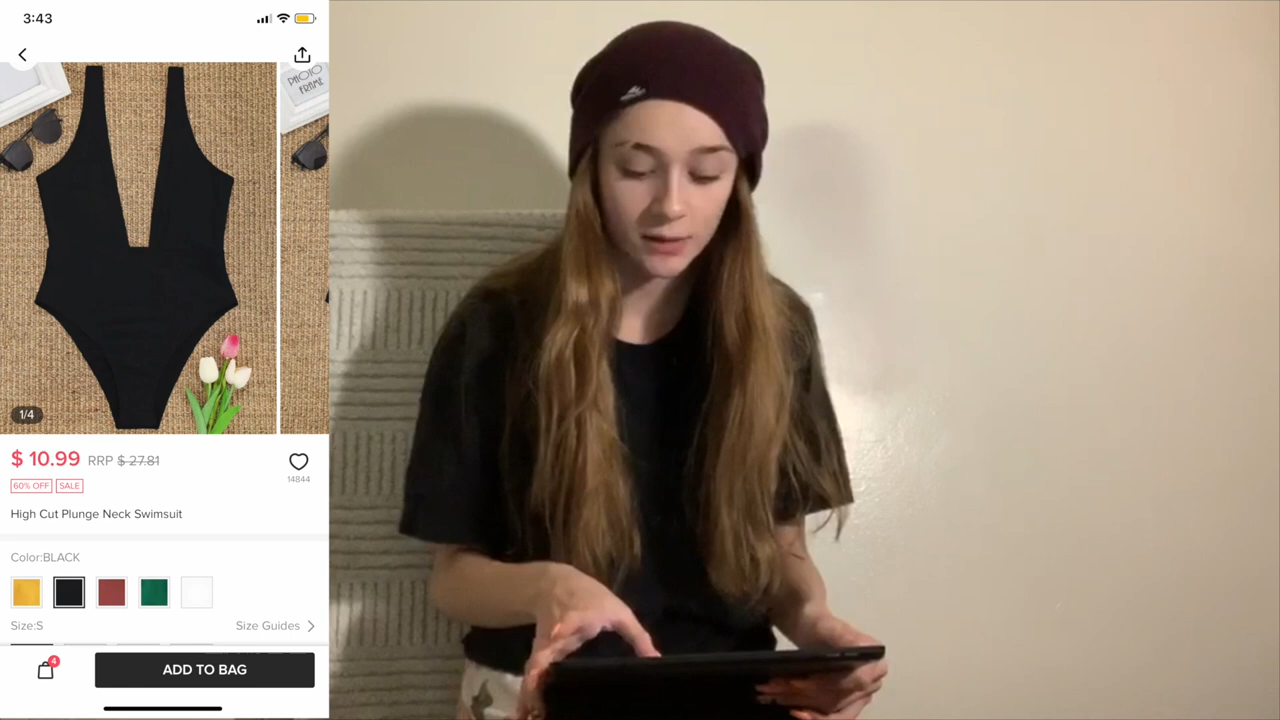 3:43
PHOTO
FRAME
1/4
$ 10.99 RRP $ 27.81
14844
60% OFF SALE
High Cut Plunge Neck Swimsuit
Color:BLACK
Size:S Size Guides
4
ADD TO BAG